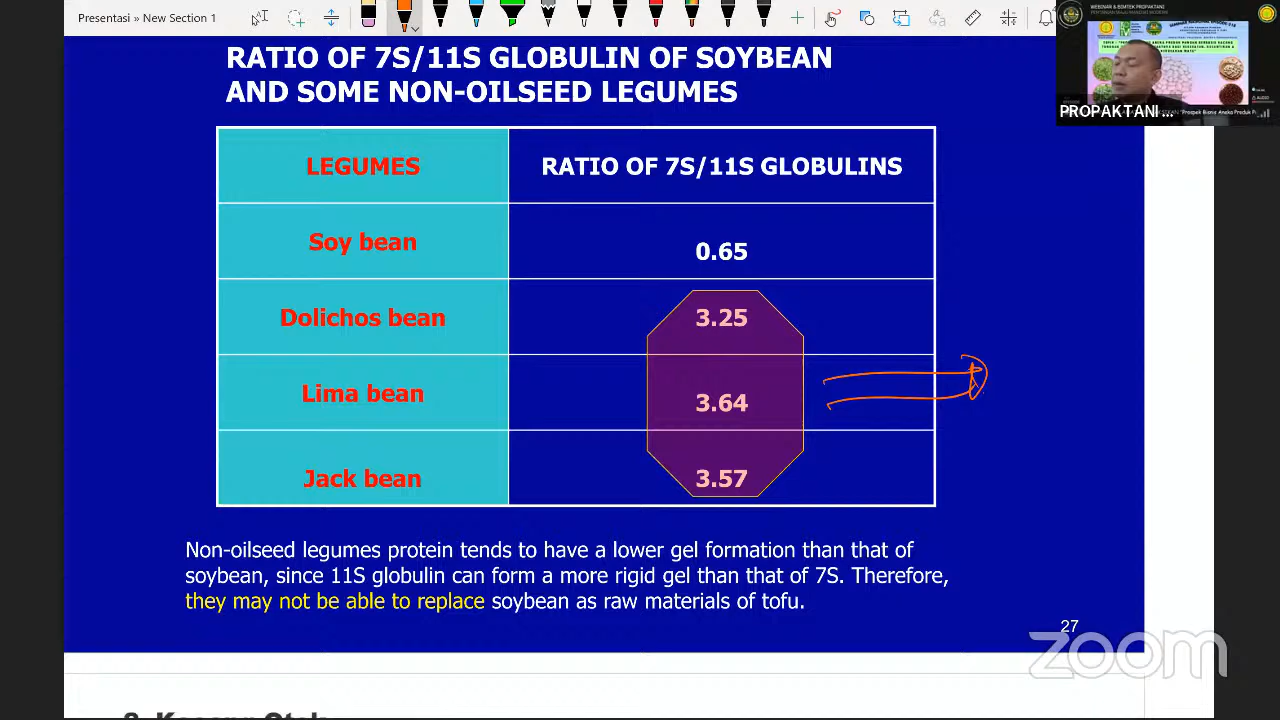 Presentasi » New Section 1
WEBINAR & BIMTEK PROPAKTANI
RATIO OF 7S/11S GLOBULIN OF SOYBEAN
AND SOME NON-OILSEED LEGUMES
PROPAKTANI ...
LEGUMES
RATIO OF 7S/11S GLOBULINS
Soy bean
0.65
Dolichos bean
3.25
Lima bean
3.64
Jack bean
3.57
Non-oilseed legumes protein tends to have a lower gel formation than that of
soybean, since 11S globulin can form a more rigid gel than that of 7S. Therefore,
they may not be able to replace soybean as raw materials of tofu.
27
zoom